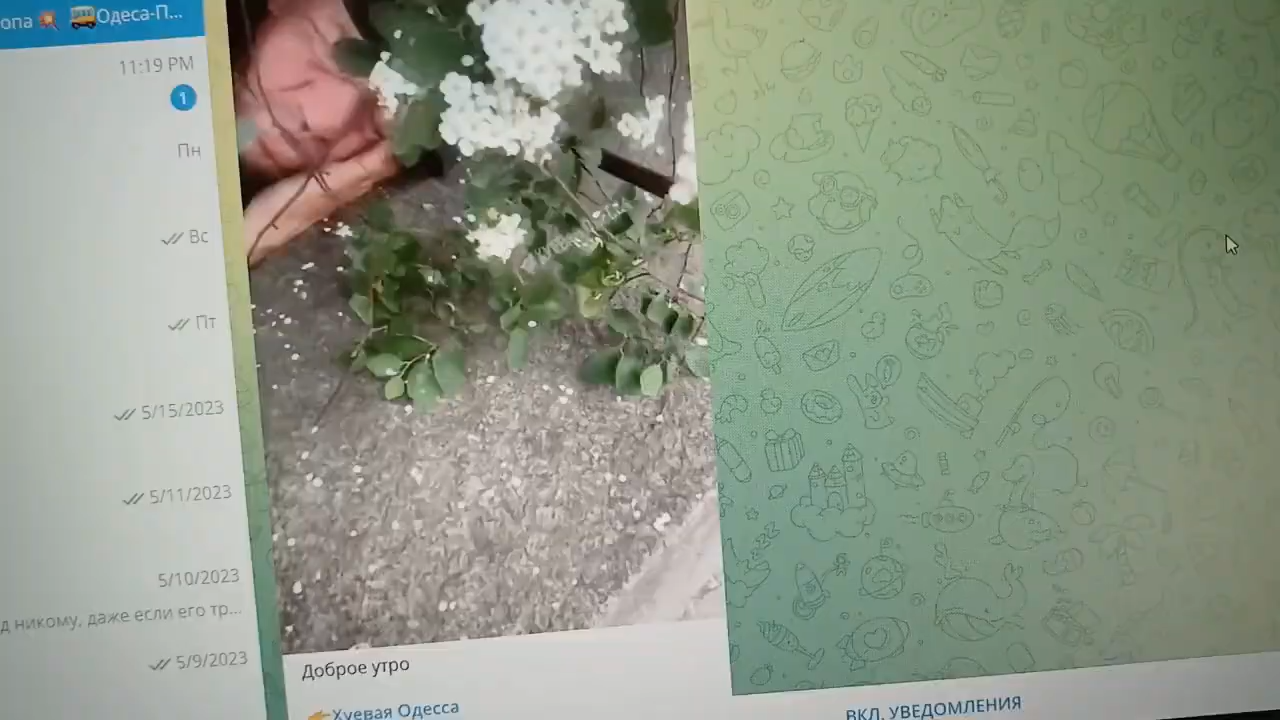 опа 💥 🚌Одеса-П...
11:19 PM
1
Пн
Вс
Пт
5/15/2023
5/11/2023
5/10/2023
д никому, даже если его тр...
5/9/2023
Доброе утро
👉Хуевая Одесса
ВКЛ. УВЕДОМЛЕНИЯ